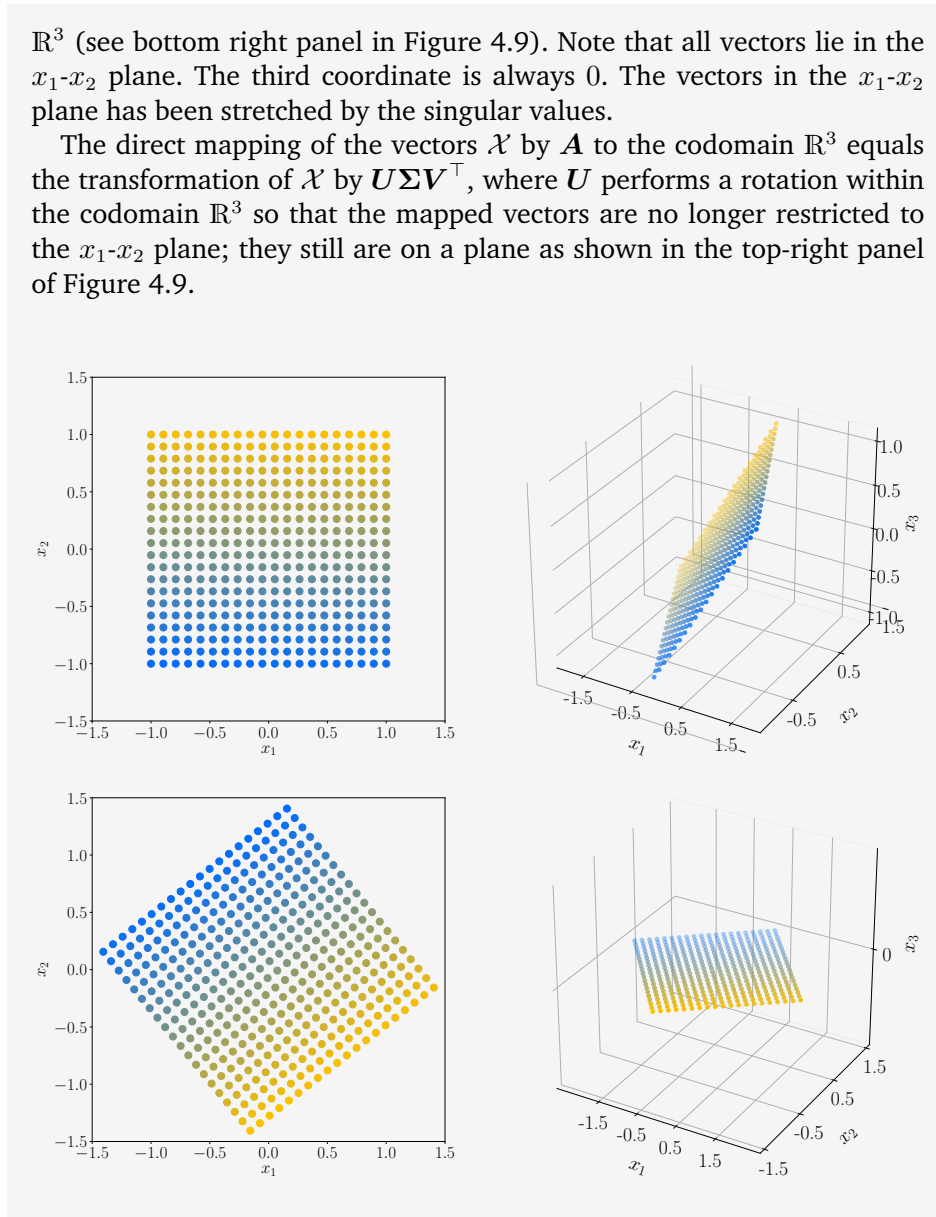 ℝ³ (see bottom right panel in Figure 4.9). Note that all vectors lie in the
x₁-x₂ plane. The third coordinate is always 0. The vectors in the x₁-x₂
plane has been stretched by the singular values.
The direct mapping of the vectors 𝒳 by A to the codomain ℝ³ equals
the transformation of 𝒳 by UΣV⊤, where U performs a rotation within
the codomain ℝ³ so that the mapped vectors are no longer restricted to
the x₁-x₂ plane; they still are on a plane as shown in the top-right panel
of Figure 4.9.
1.5
1.0
0.5
0.0
−0.5
−1.0
−1.5
x₂
−1.5 −1.0 −0.5 0.0 0.5 1.0 1.5
x₁
1.0
0.5
0.0
-0.5
-1.0
x₃
-1.5 -0.5 0.5 1.5
x₁
-0.5 0.5 1.5
x₂
1.5
1.0
0.5
0.0
−0.5
−1.0
−1.5
x₂
−1.5 −1.0 −0.5 0.0 0.5 1.0 1.5
x₁
0
x₃
-1.5 -0.5 0.5 1.5
x₁
-1.5 -0.5 0.5 1.5
x₂